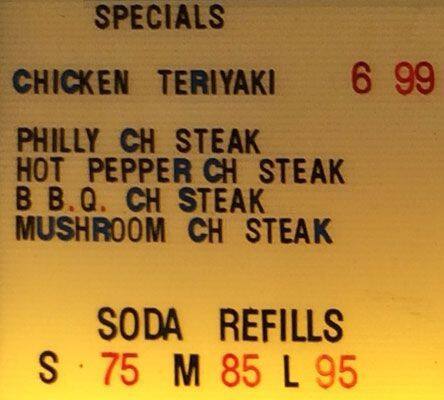 SPECIALS
CHICKEN TERIYAKI 6 99
PHILLY CH STEAK
HOT PEPPER CH STEAK
B B.Q. CH STEAK
MUSHROOM CH STEAK
SODA REFILLS
S 75 M 85 L 95